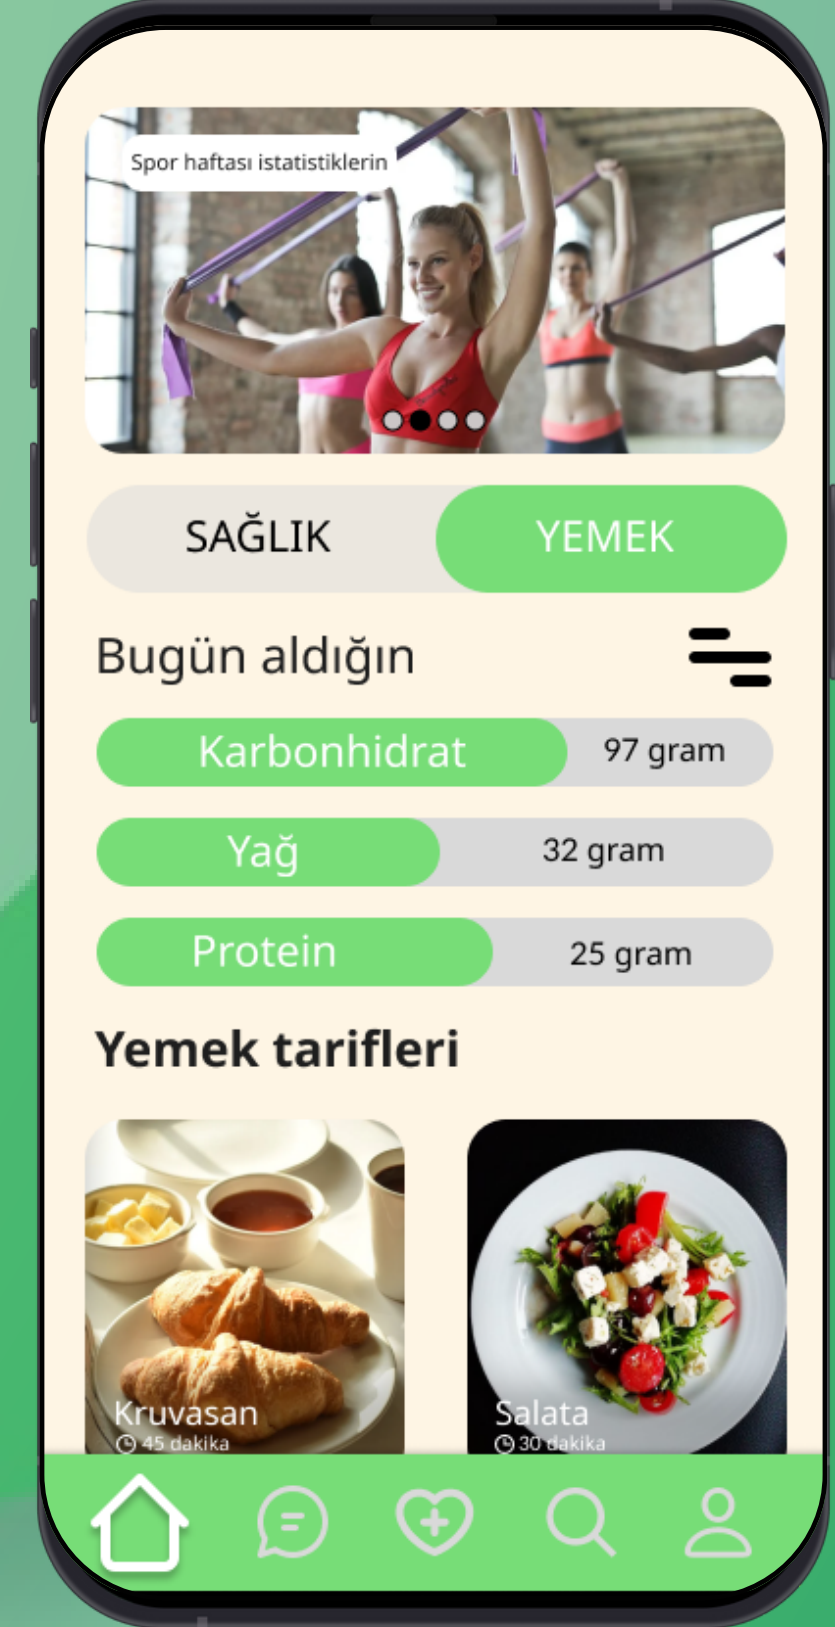 Spor haftası istatistiklerin
SAĞLIK
YEMEK
Bugün aldığın
Karbonhidrat
97 gram
Yağ
32 gram
Protein
25 gram
Yemek tarifleri
Kruvasan
45 dakika
Salata
30 dakika